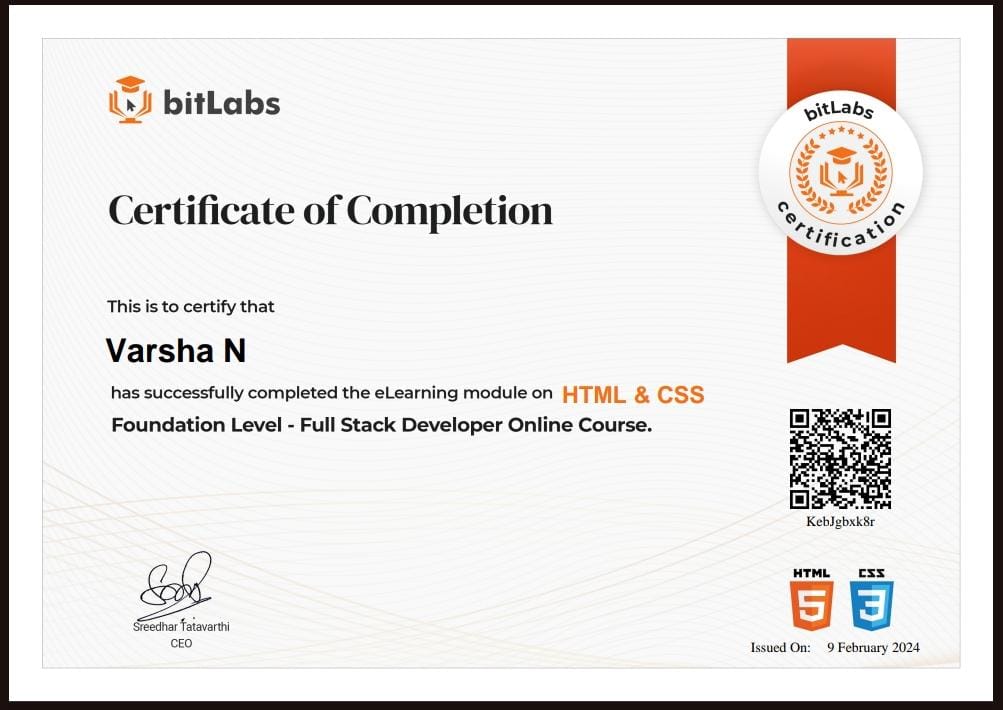 bitLabs
bitLabs
certification
Certificate of Completion
This is to certify that
Varsha N
has successfully completed the eLearning module on HTML & CSS
Foundation Level - Full Stack Developer Online Course.
KebJgbxk8r
HTML CSS
5 3
Sreedhar Tatavarthi
CEO
Issued On: 9 February 2024